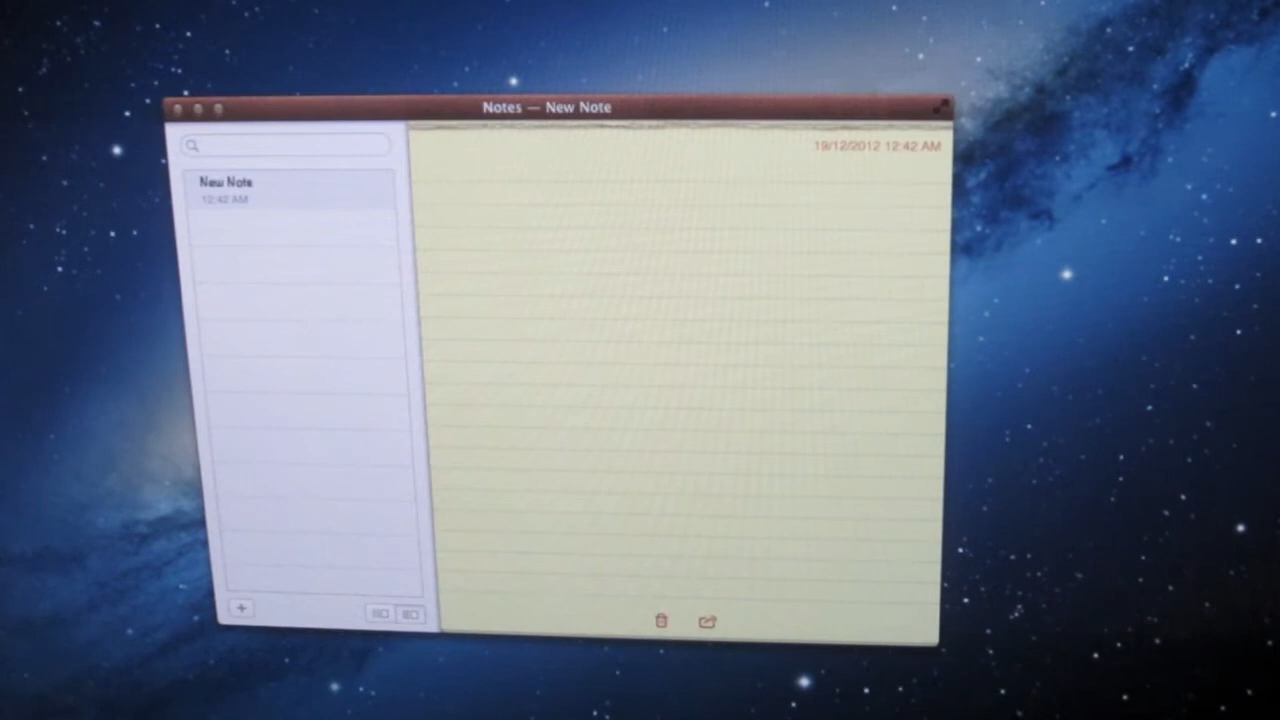 Notes — New Note
19/12/2012 12:42 AM
New Note
12:42 AM